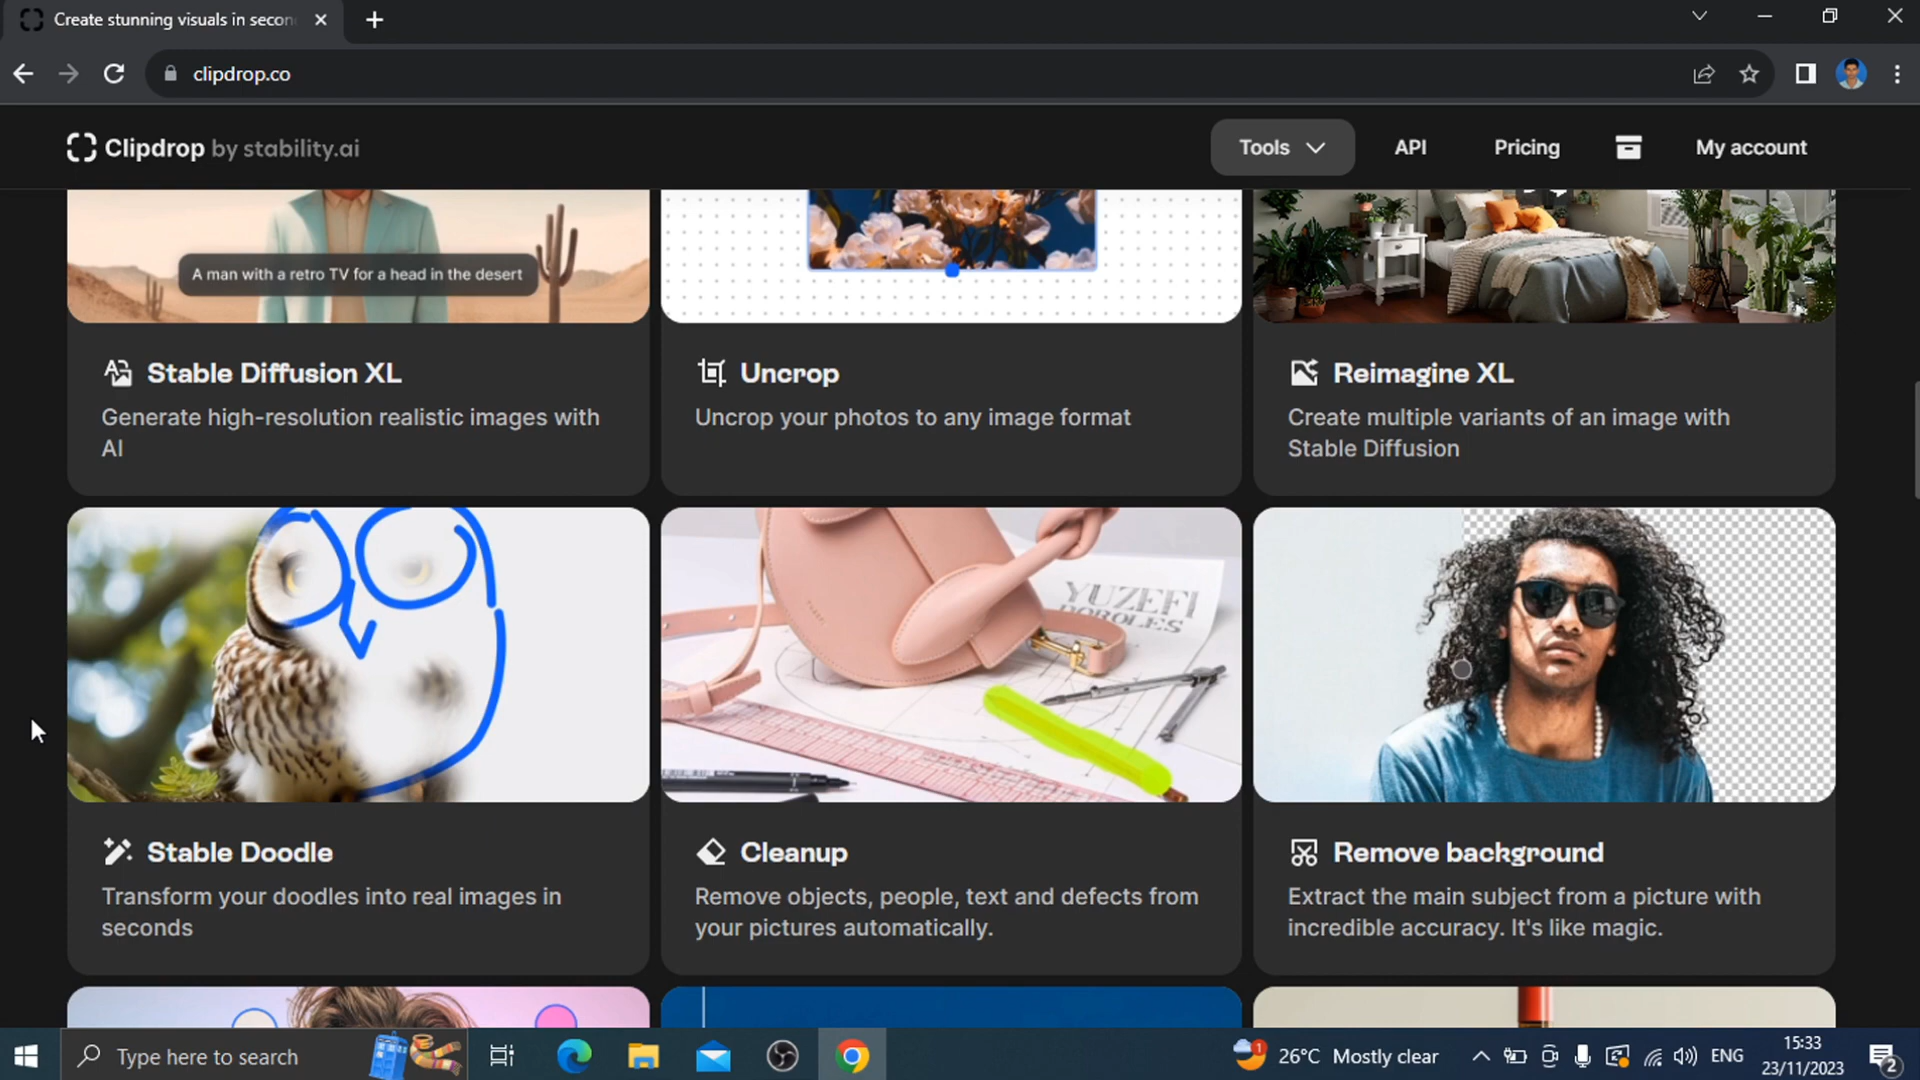 Create stunning visuals in secon
clipdrop.co
Clipdrop by stability.ai
Tools
API
Pricing
My account
A man with a retro TV for a head in the desert
Stable Diffusion XL
Generate high-resolution realistic images with
AI
Uncrop
Uncrop your photos to any image format
Reimagine XL
Create multiple variants of an image with
Stable Diffusion
YUZEFI
Stable Doodle
Transform your doodles into real images in
seconds
Cleanup
Remove objects, people, text and defects from
your pictures automatically.
Remove background
Extract the main subject from a picture with
incredible accuracy. It's like magic.
Type here to search
1
26°C Mostly clear
ENG
15:33
23/11/2023
2